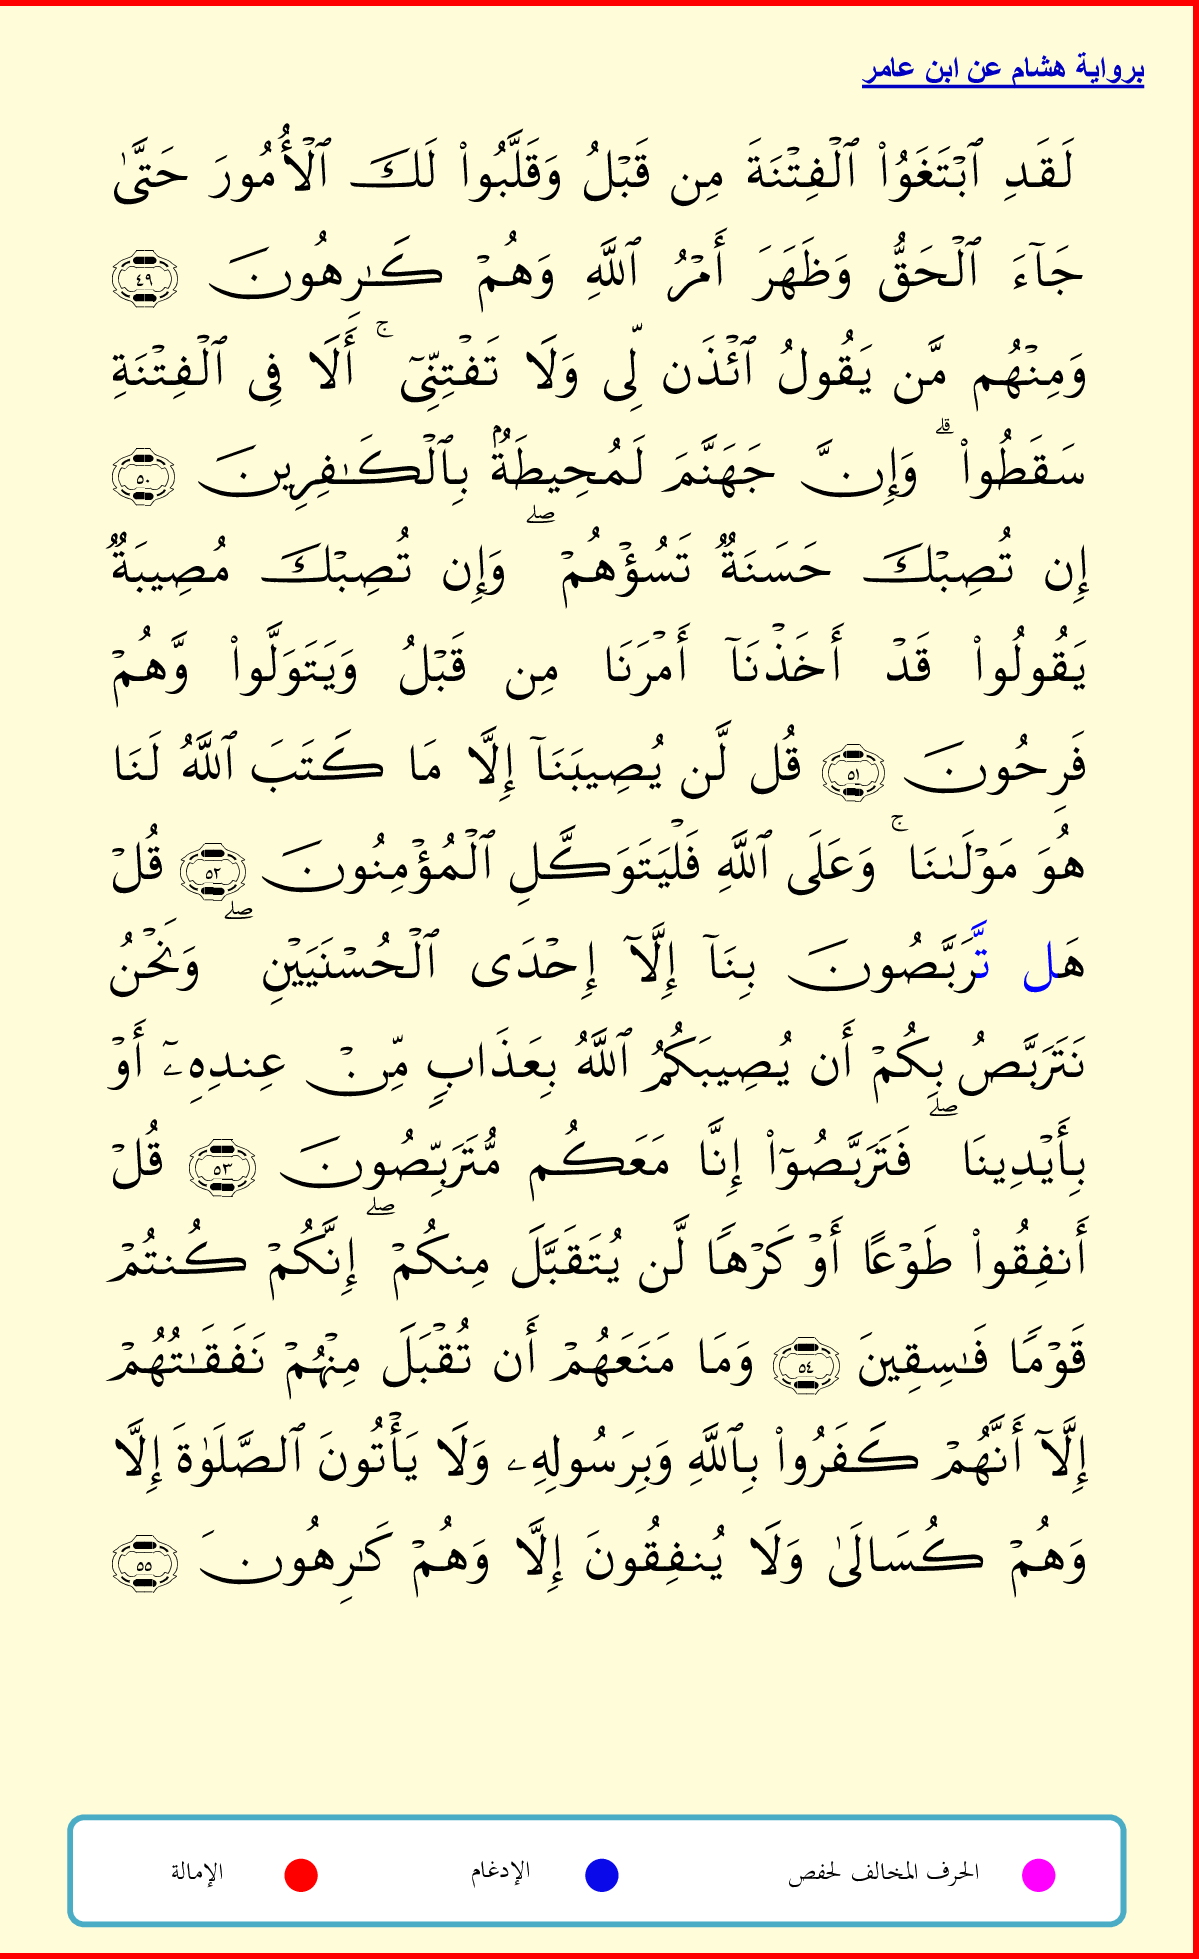 برواية هشام عن ابن عامر
لَقَدِ ٱبْتَغَوُا۟ ٱلْفِتْنَةَ مِن قَبْلُ وَقَلَّبُوا۟ لَكَ ٱلْأُمُورَ حَتَّىٰ
جَآءَ ٱلْحَقُّ وَظَهَرَ أَمْرُ ٱللَّهِ وَهُمْ كَـٰرِهُونَ ٤٩
وَمِنْهُم مَّن يَقُولُ ٱئْذَن لِّى وَلَا تَفْتِنِّىٓ ۚ أَلَا فِى ٱلْفِتْنَةِ
سَقَطُوا۟ ۗ وَإِنَّ جَهَنَّمَ لَمُحِيطَةٌۢ بِٱلْكَـٰفِرِينَ ٥٠
إِن تُصِبْكَ حَسَنَةٌ تَسُؤْهُمْ ۖ وَإِن تُصِبْكَ مُصِيبَةٌ
يَقُولُوا۟ قَدْ أَخَذْنَآ أَمْرَنَا مِن قَبْلُ وَيَتَوَلَّوا۟ وَّهُمْ
فَرِحُونَ ٥١ قُل لَّن يُصِيبَنَآ إِلَّا مَا كَتَبَ ٱللَّهُ لَنَا
هُوَ مَوْلَىٰنَا ۚ وَعَلَى ٱللَّهِ فَلْيَتَوَكَّلِ ٱلْمُؤْمِنُونَ ٥٢ قُلْ
هَل تَّرَبَّصُونَ بِنَآ إِلَّآ إِحْدَى ٱلْحُسْنَيَيْنِ ۖ وَنَحْنُ
نَتَرَبَّصُ بِكُمْ أَن يُصِيبَكُمُ ٱللَّهُ بِعَذَابٍ مِّنْ عِندِهِۦٓ أَوْ
بِأَيْدِينَا ۖ فَتَرَبَّصُوٓا۟ إِنَّا مَعَكُم مُّتَرَبِّصُونَ ٥٣ قُلْ
أَنفِقُوا۟ طَوْعًا أَوْ كَرْهًا لَّن يُتَقَبَّلَ مِنكُمْ ۖ إِنَّكُمْ كُنتُمْ
قَوْمًا فَـٰسِقِينَ ٥٤ وَمَا مَنَعَهُمْ أَن تُقْبَلَ مِنْهُمْ نَفَقَـٰتُهُمْ
إِلَّآ أَنَّهُمْ كَفَرُوا۟ بِٱللَّهِ وَبِرَسُولِهِۦ وَلَا يَأْتُونَ ٱلصَّلَوٰةَ إِلَّا
وَهُمْ كُسَالَىٰ وَلَا يُنفِقُونَ إِلَّا وَهُمْ كَـٰرِهُونَ ٥٥
الحرف المخالف لحفص الإدغام الإمالة